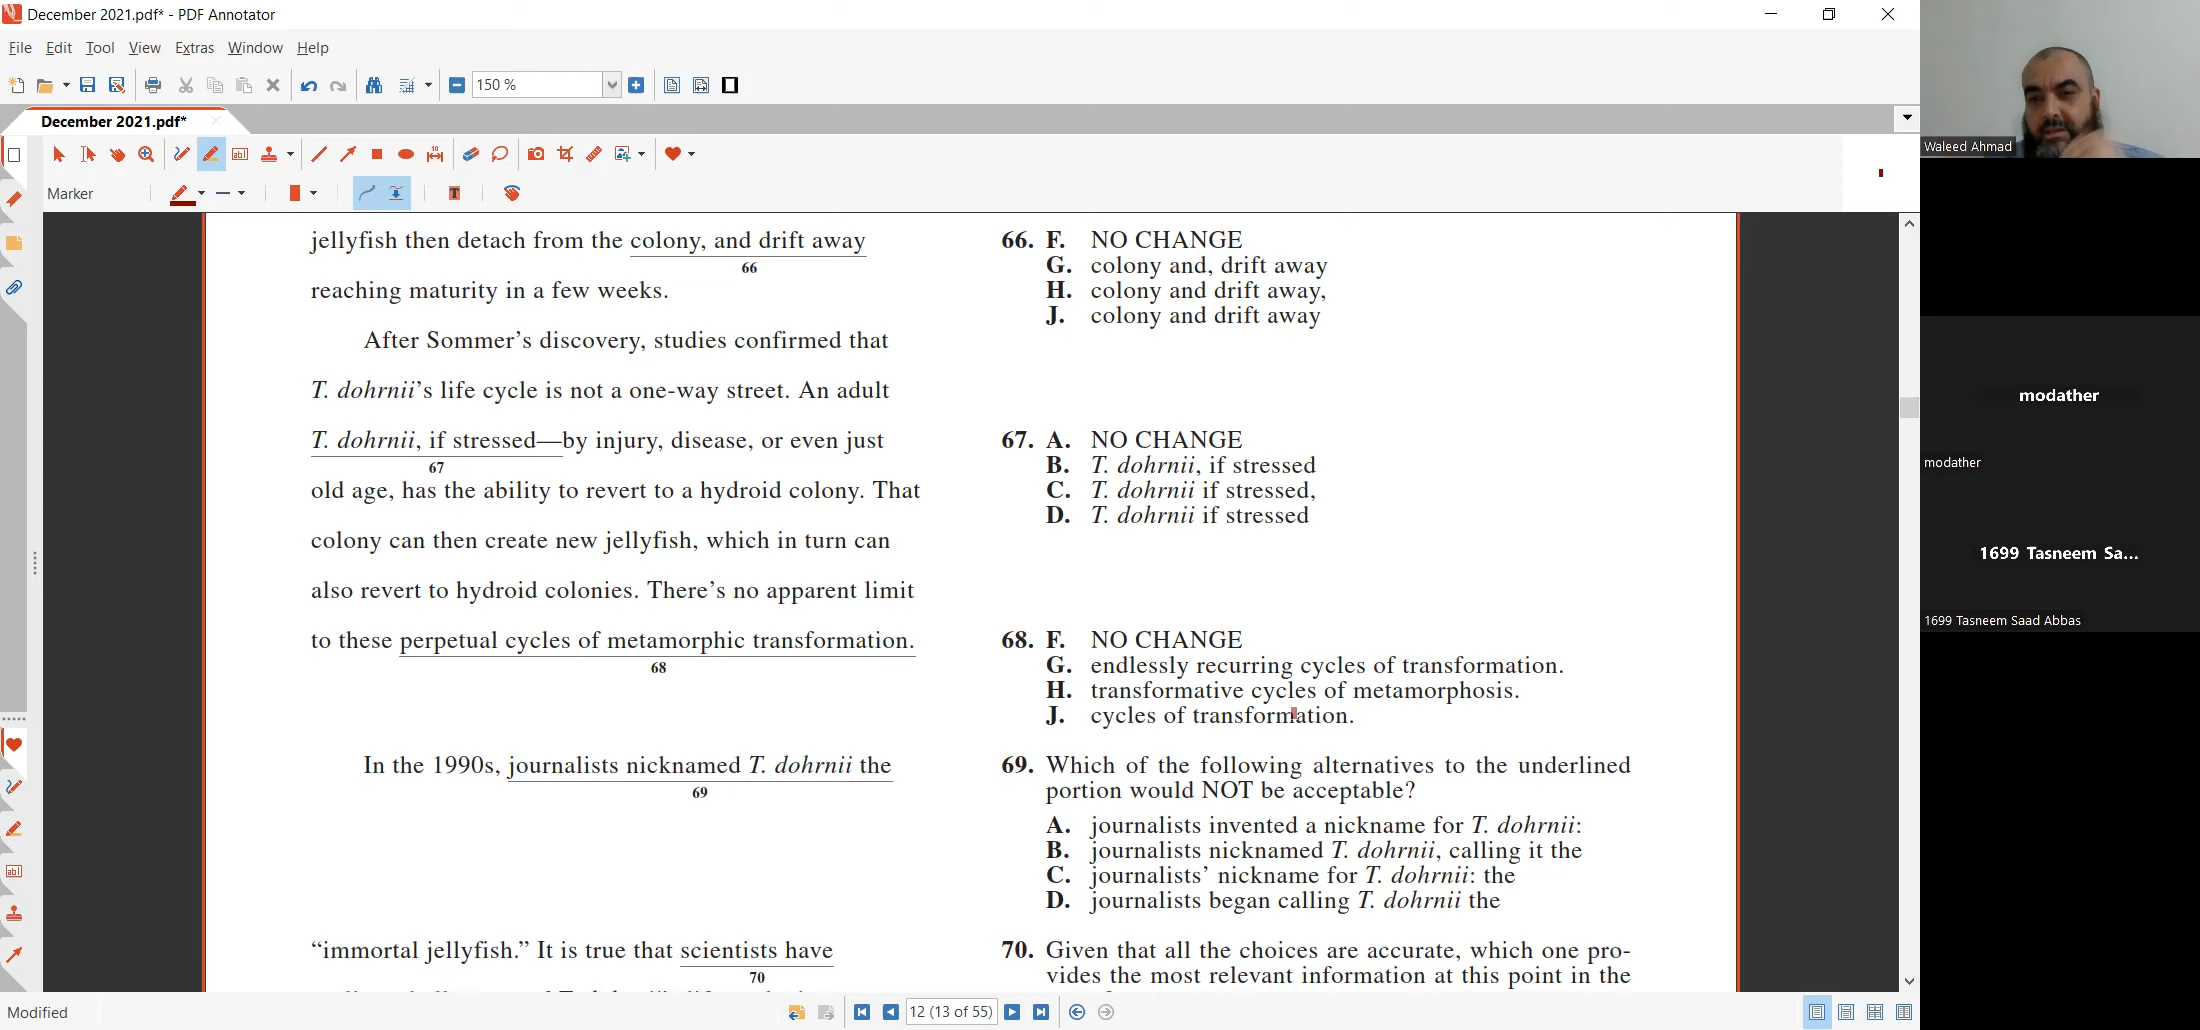 December 2021.pdf* - PDF Annotator
File Edit Tool View Extras Window Help
150 %
December 2021.pdf*
Marker
jellyfish then detach from the colony, and drift away
66
reaching maturity in a few weeks.
After Sommer’s discovery, studies confirmed that
T. dohrnii’s life cycle is not a one-way street. An adult
T. dohrnii, if stressed—by injury, disease, or even just
67
old age, has the ability to revert to a hydroid colony. That
colony can then create new jellyfish, which in turn can
also revert to hydroid colonies. There’s no apparent limit
to these perpetual cycles of metamorphic transformation.
68
In the 1990s, journalists nicknamed T. dohrnii the
69
“immortal jellyfish.” It is true that scientists have
70
66. F. NO CHANGE
G. colony and, drift away
H. colony and drift away,
J. colony and drift away
67. A. NO CHANGE
B. T. dohrnii, if stressed
C. T. dohrnii if stressed,
D. T. dohrnii if stressed
68. F. NO CHANGE
G. endlessly recurring cycles of transformation.
H. transformative cycles of metamorphosis.
J. cycles of transformation.
69. Which of the following alternatives to the underlined
portion would NOT be acceptable?
A. journalists invented a nickname for T. dohrnii:
B. journalists nicknamed T. dohrnii, calling it the
C. journalists’ nickname for T. dohrnii: the
D. journalists began calling T. dohrnii the
70. Given that all the choices are accurate, which one pro-
vides the most relevant information at this point in the
Modified
12 (13 of 55)
Waleed Ahmad
modather
modather
1699 Tasneem Sa...
1699 Tasneem Saad Abbas